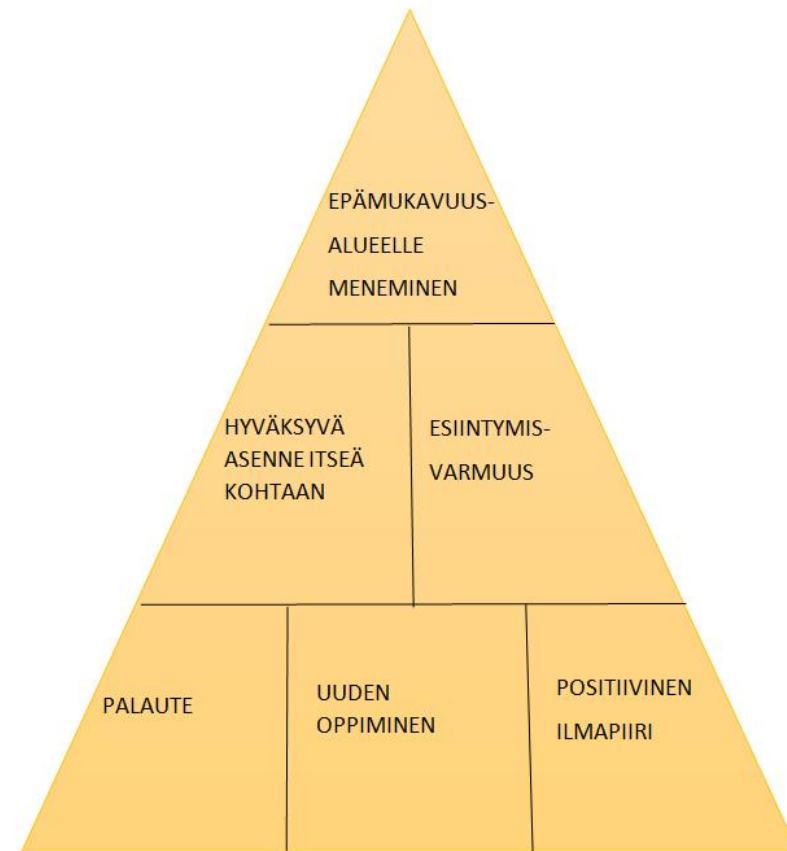 EPÄMUKAVUUS-
ALUEELLE
MENEMINEN
HYVÄKSYVÄ
ASENNE ITSEÄ
KOHTAAN
ESIINTYMIS-
VARMUUS
PALAUTE
UUDEN
OPPIMINEN
POSITIIVINEN
ILMAPIIRI